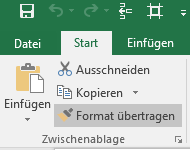 Datei Start Einfügen
Ausschneiden
Einfügen
Kopieren
Format übertragen
Zwischenablage